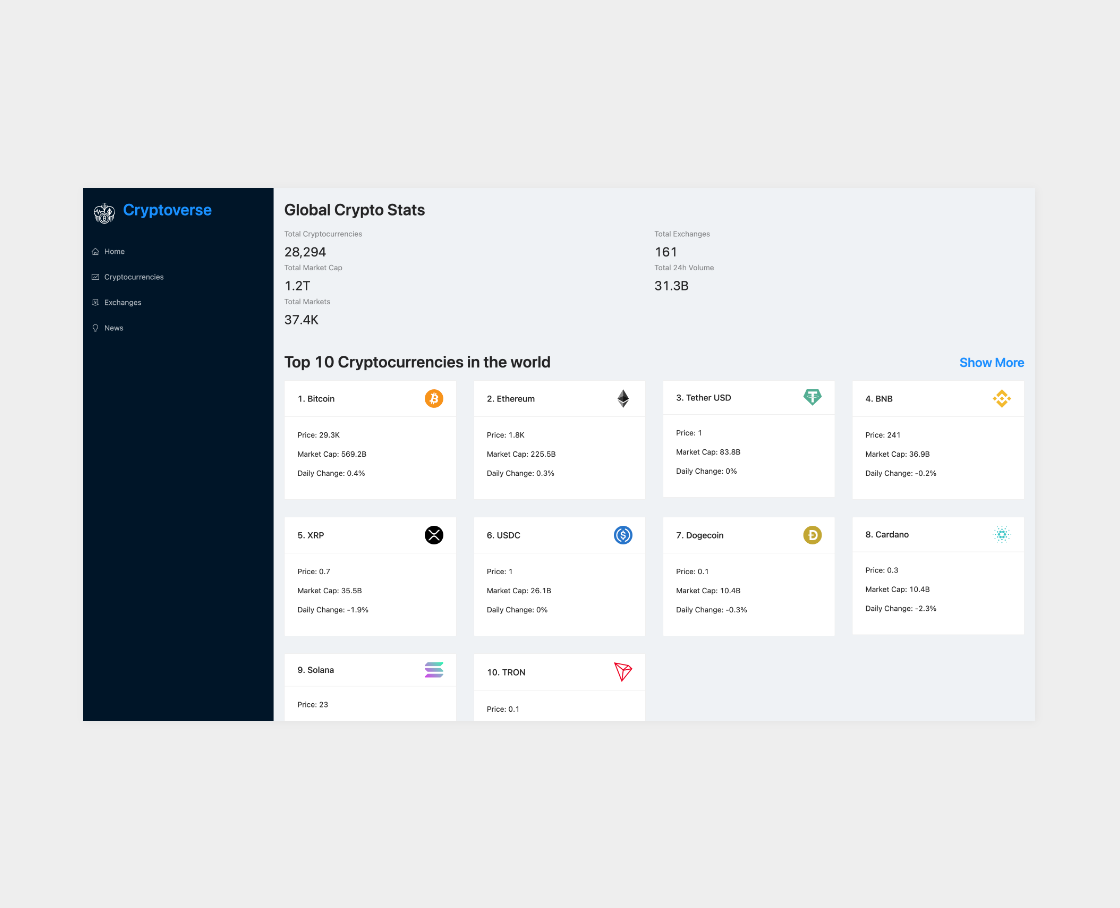 Cryptoverse
Home
Cryptocurrencies
Exchanges
News
Global Crypto Stats
Total Cryptocurrencies
28,294
Total Exchanges
161
Total Market Cap
1.2T
Total 24h Volume
31.3B
Total Markets
37.4K
Top 10 Cryptocurrencies in the world
Show More
1. Bitcoin
Price: 29.3K
Market Cap: 569.2B
Daily Change: 0.4%
2. Ethereum
Price: 1.8K
Market Cap: 225.5B
Daily Change: 0.3%
3. Tether USD
Price: 1
Market Cap: 83.8B
Daily Change: 0%
4. BNB
Price: 241
Market Cap: 36.9B
Daily Change: -0.2%
5. XRP
Price: 0.7
Market Cap: 35.5B
Daily Change: -1.9%
6. USDC
Price: 1
Market Cap: 26.1B
Daily Change: 0%
7. Dogecoin
Price: 0.1
Market Cap: 10.4B
Daily Change: -0.3%
8. Cardano
Price: 0.3
Market Cap: 10.4B
Daily Change: -2.3%
9. Solana
Price: 23
10. TRON
Price: 0.1